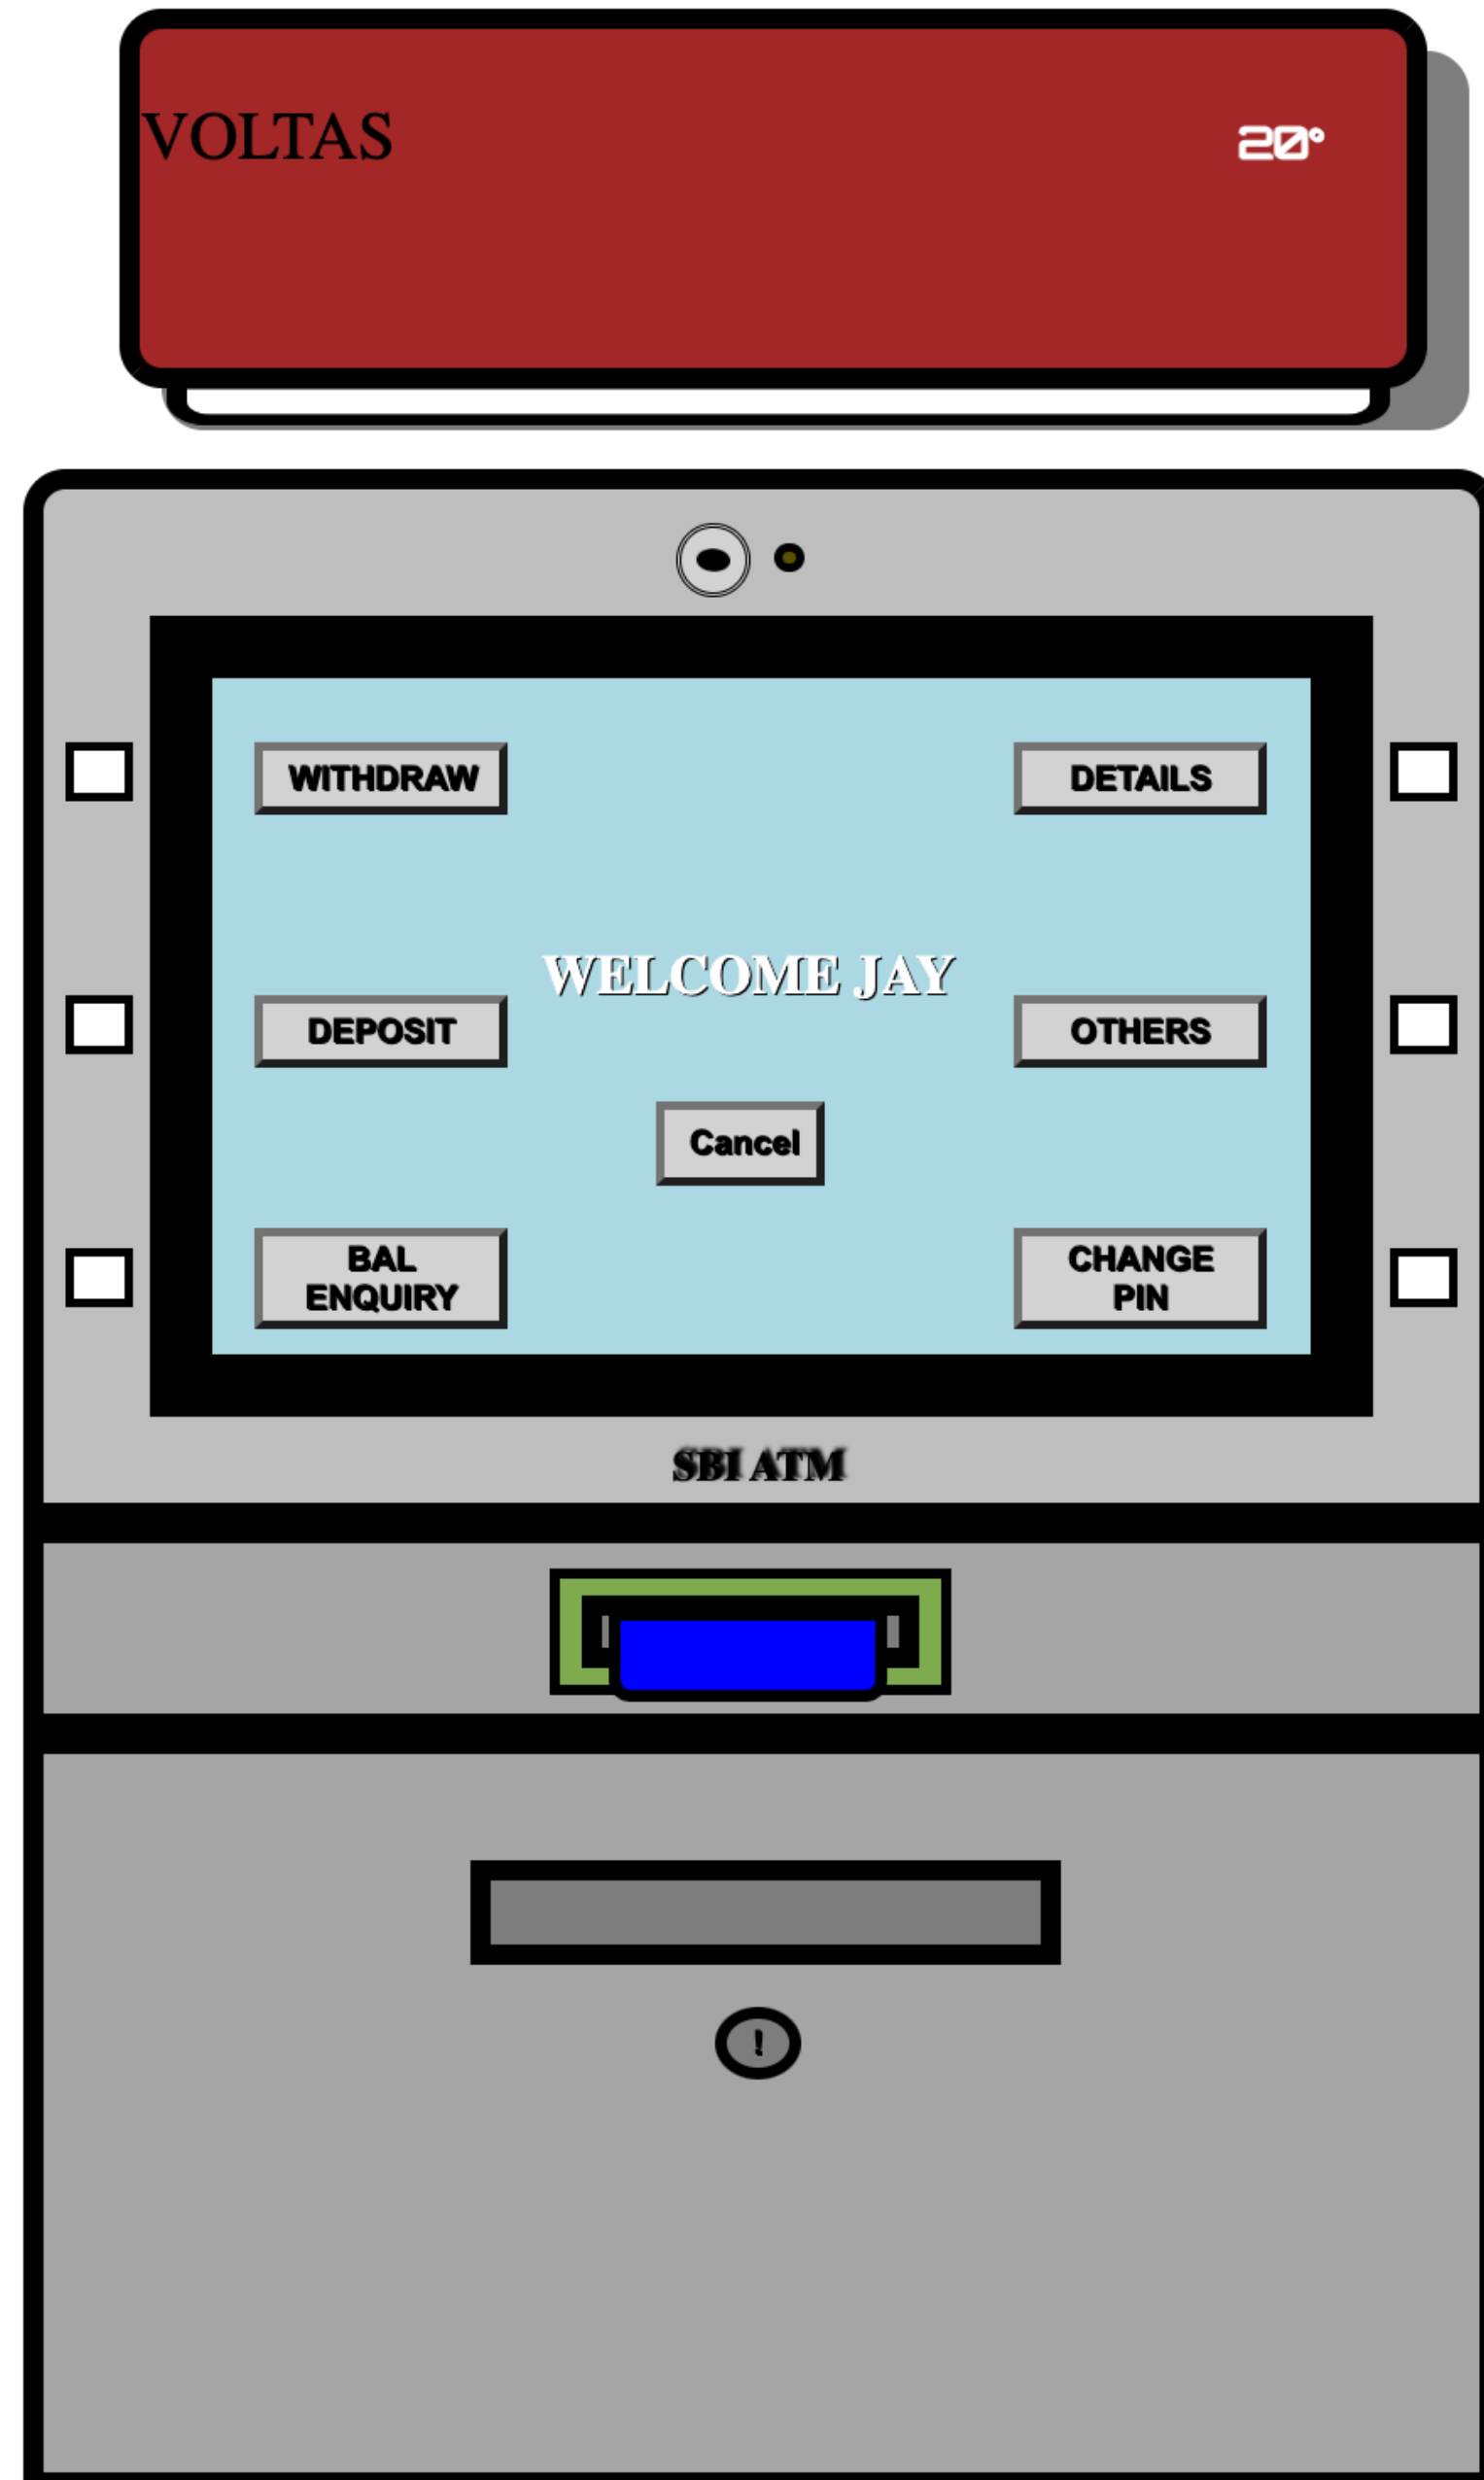 VOLTAS
20°
WITHDRAW
DETAILS
WELCOME JAY
DEPOSIT
OTHERS
Cancel
BAL
ENQUIRY
CHANGE
PIN
SBI ATM
!